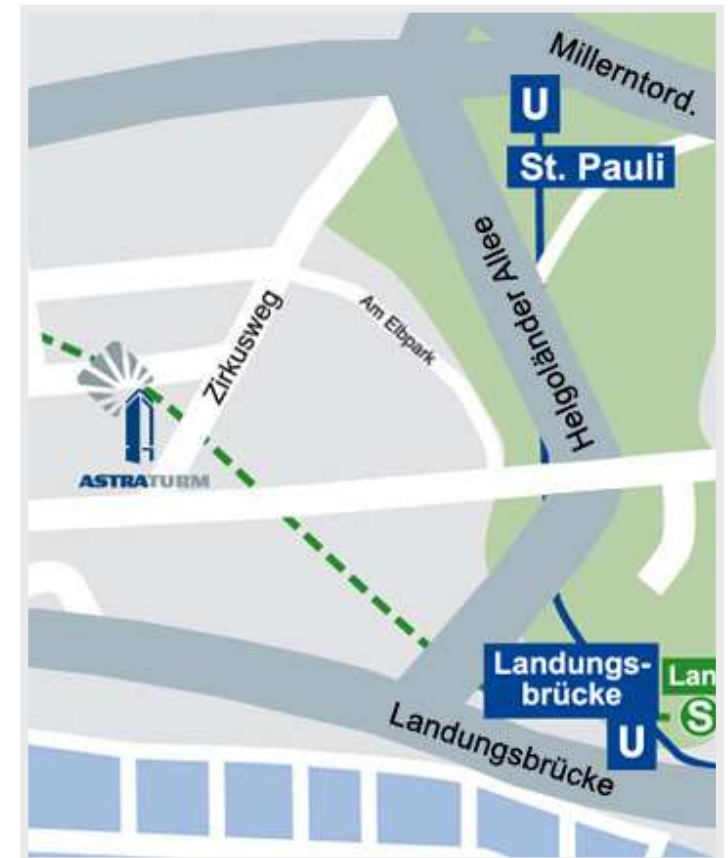 Millerntord.
U
St. Pauli
Helgoländer Allee
Am Elbpark
Zirkusweg
ASTRATURM
Landungs-
brücke
Lan
S
U
Landungsbrücke